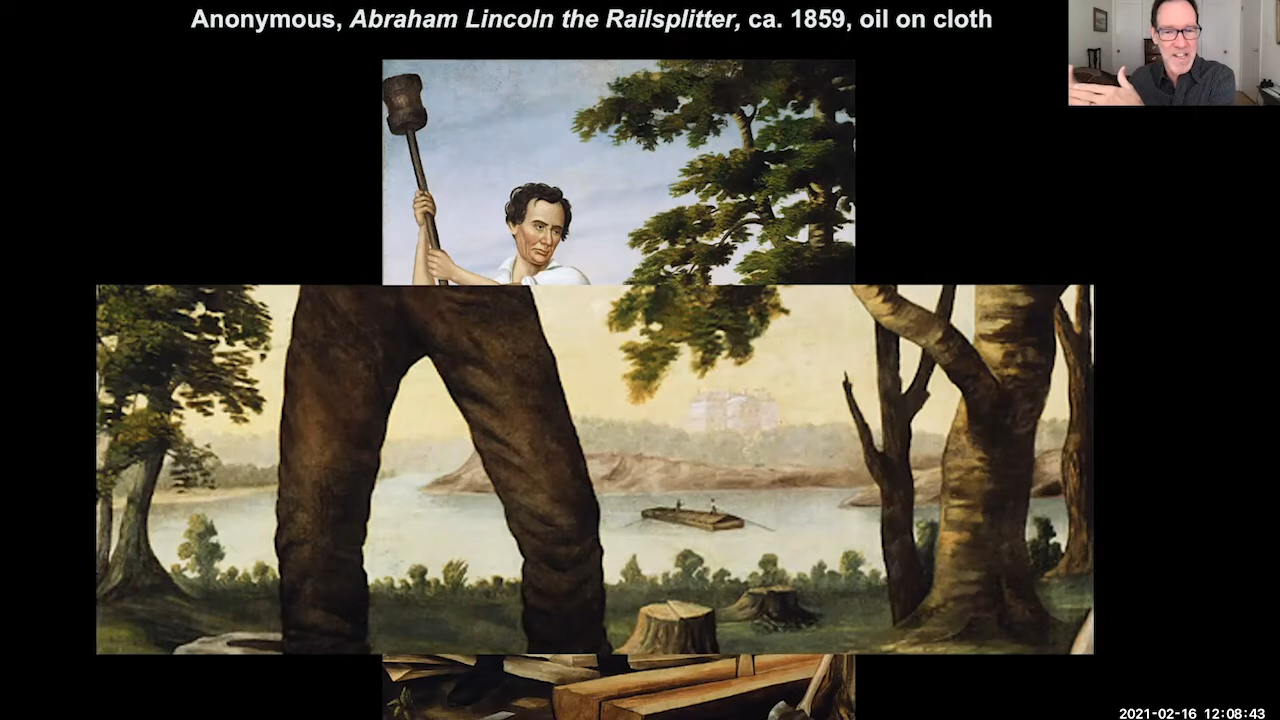 Anonymous, Abraham Lincoln the Railsplitter, ca. 1859, oil on cloth
2021-02-16 12:08:43